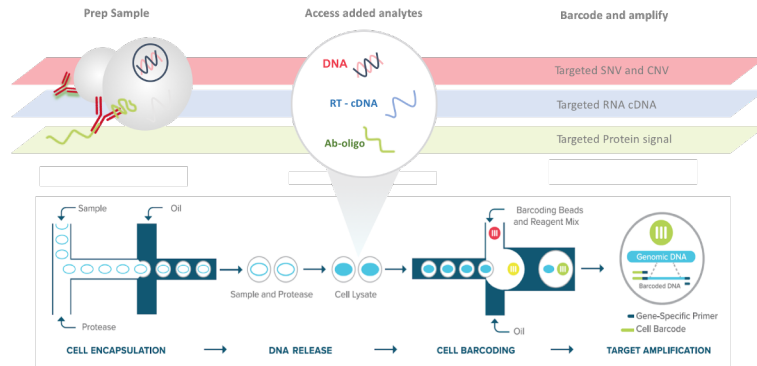 Prep Sample
Access added analytes
Barcode and amplify
DNA
Targeted SNV and CNV
RT - cDNA
Targeted RNA cDNA
Ab-oligo
Targeted Protein signal
Sample
Oil
Barcoding Beads
and Reagent Mix
Genomic DNA
Barcoded DNA
Sample and Protease
Cell Lysate
Protease
Oil
Gene-Specific Primer
Cell Barcode
CELL ENCAPSULATION
DNA RELEASE
CELL BARCODING
TARGET AMPLIFICATION